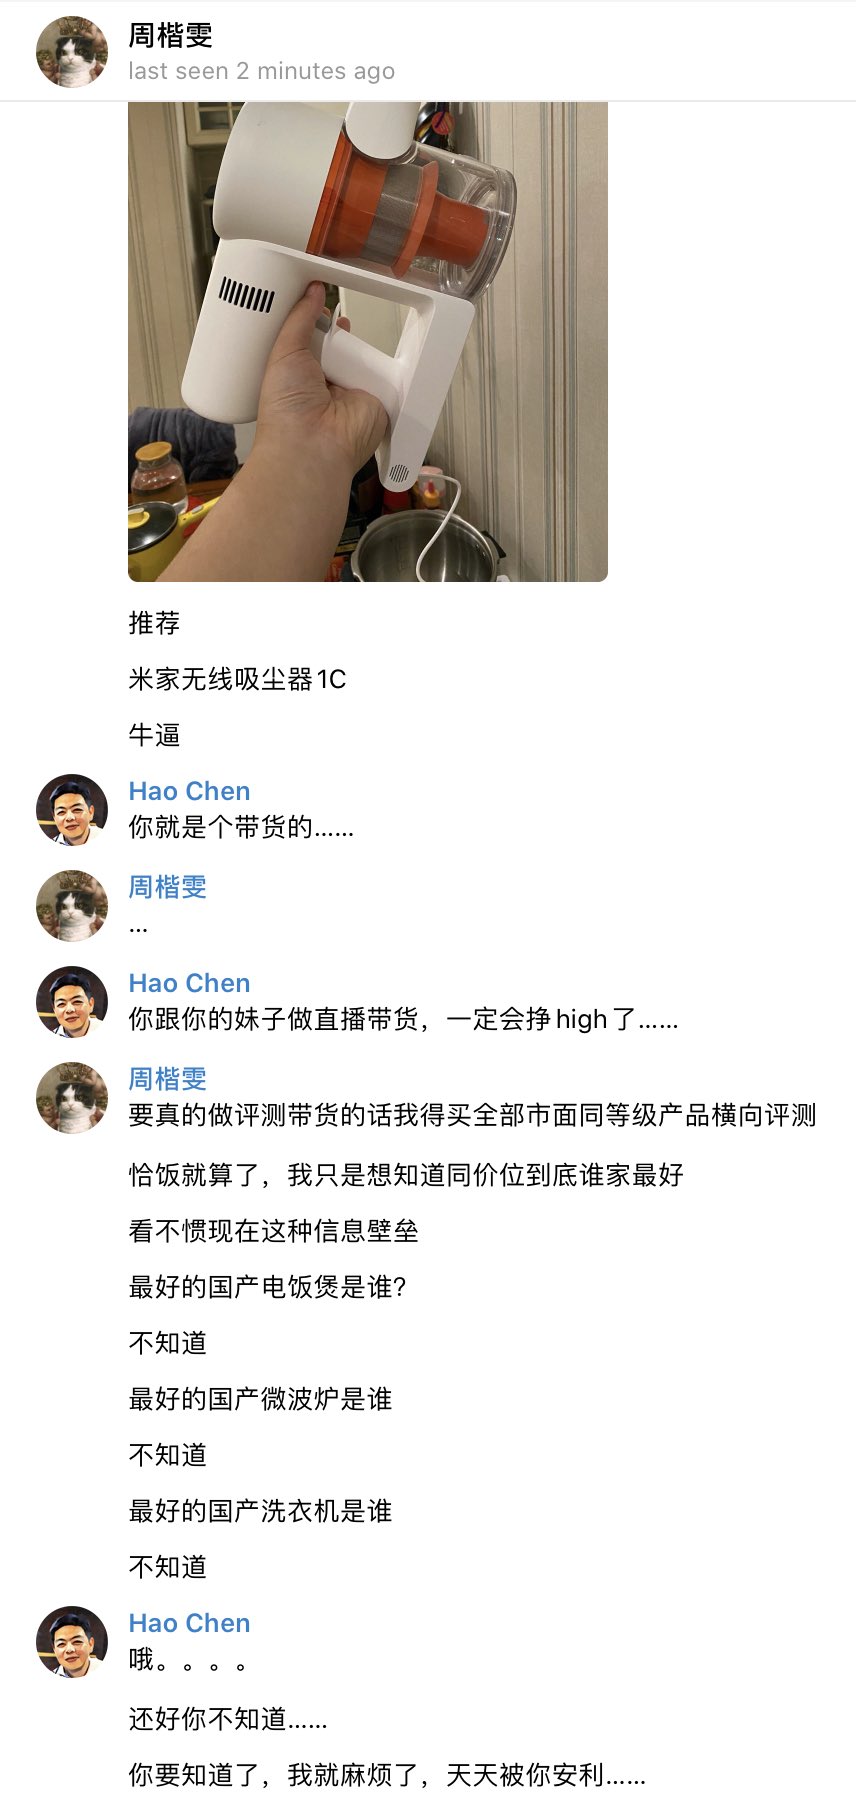 周楷雯
last seen 2 minutes ago
推荐
米家无线吸尘器1C
牛逼
Hao Chen
你就是个带货的……
周楷雯
...
Hao Chen
你跟你的妹子做直播带货，一定会挣high了……
周楷雯
要真的做评测带货的话我得买全部市面同等级产品横向评测
恰饭就算了，我只是想知道同价位到底谁家最好
看不惯现在这种信息壁垒
最好的国产电饭煲是谁？
不知道
最好的国产微波炉是谁
不知道
最好的国产洗衣机是谁
不知道
Hao Chen
哦。。。。
还好你不知道……
你要知道了，我就麻烦了，天天被你安利……